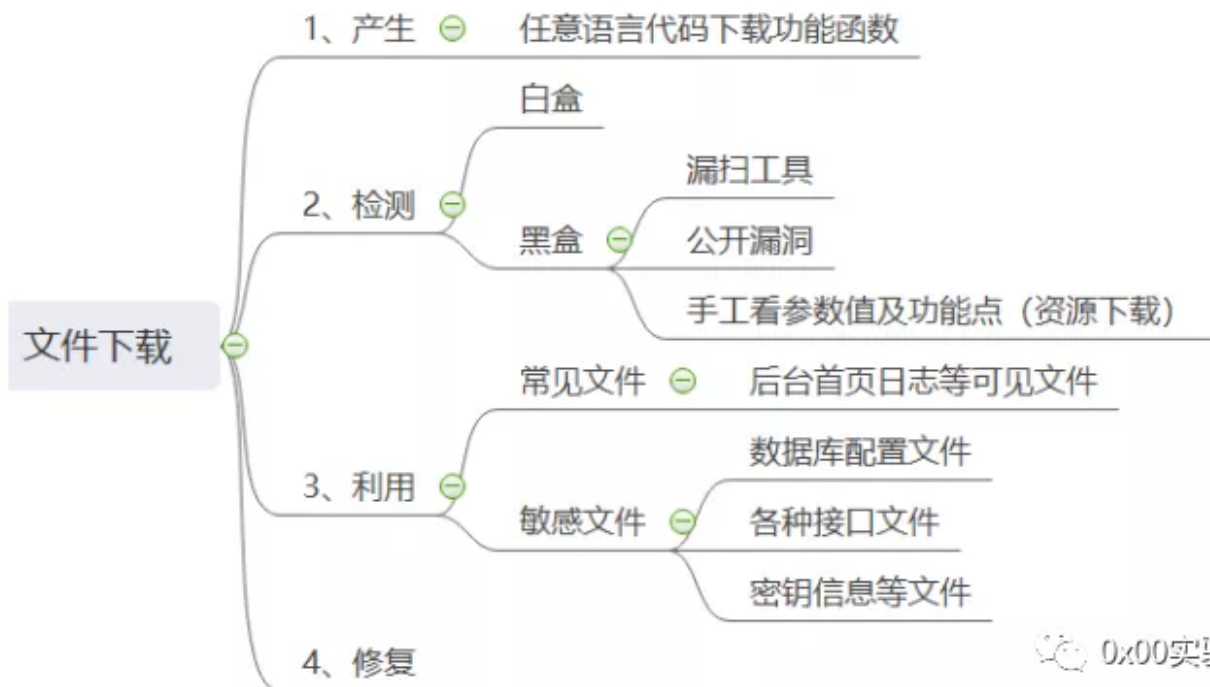 1、产生
任意语言代码下载功能函数
白盒
2、检测
漏扫工具
黑盒
公开漏洞
手工看参数值及功能点（资源下载）
文件下载
常见文件
后台首页日志等可见文件
3、利用
数据库配置文件
敏感文件
各种接口文件
密钥信息等文件
4、修复
0x00实